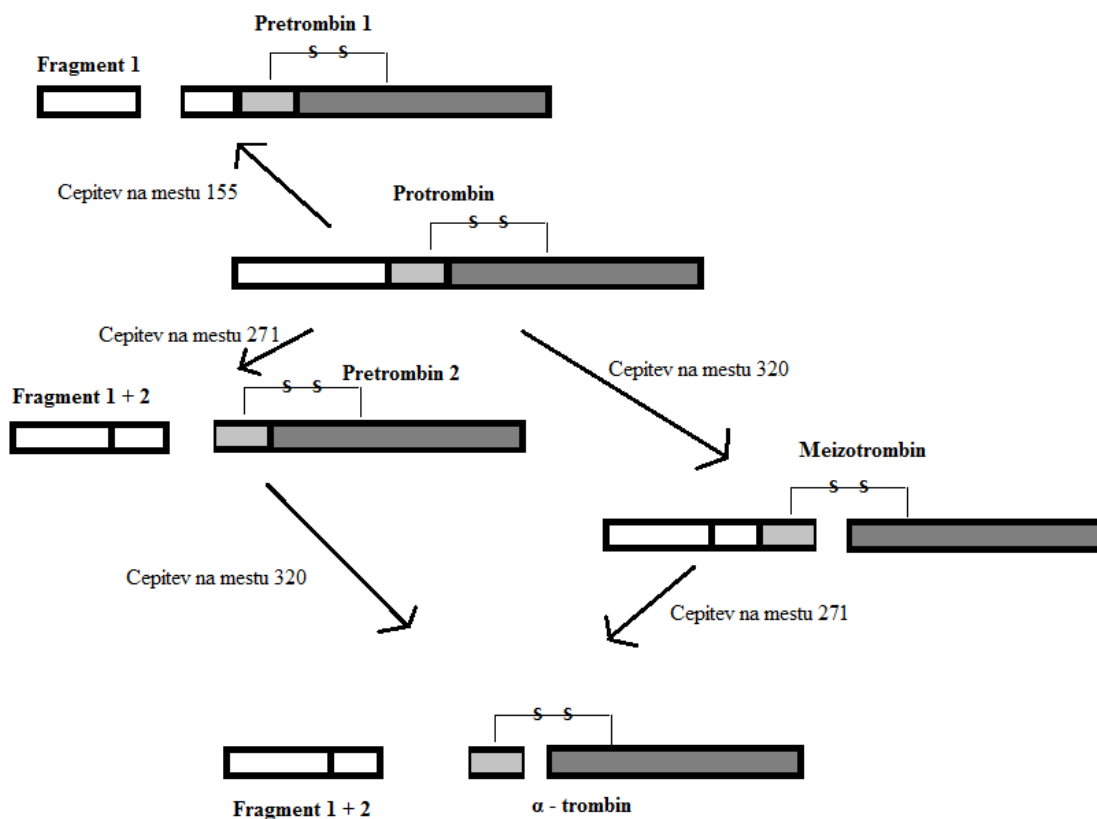 Pretrombin 1
s s
Fragment 1
Cepitev na mestu 155
Protrombin
s s
Cepitev na mestu 271
Cepitev na mestu 320
Pretrombin 2
s s
Fragment 1 + 2
Meizotrombin
s s
Cepitev na mestu 320
Cepitev na mestu 271
s s
Fragment 1 + 2
α - trombin